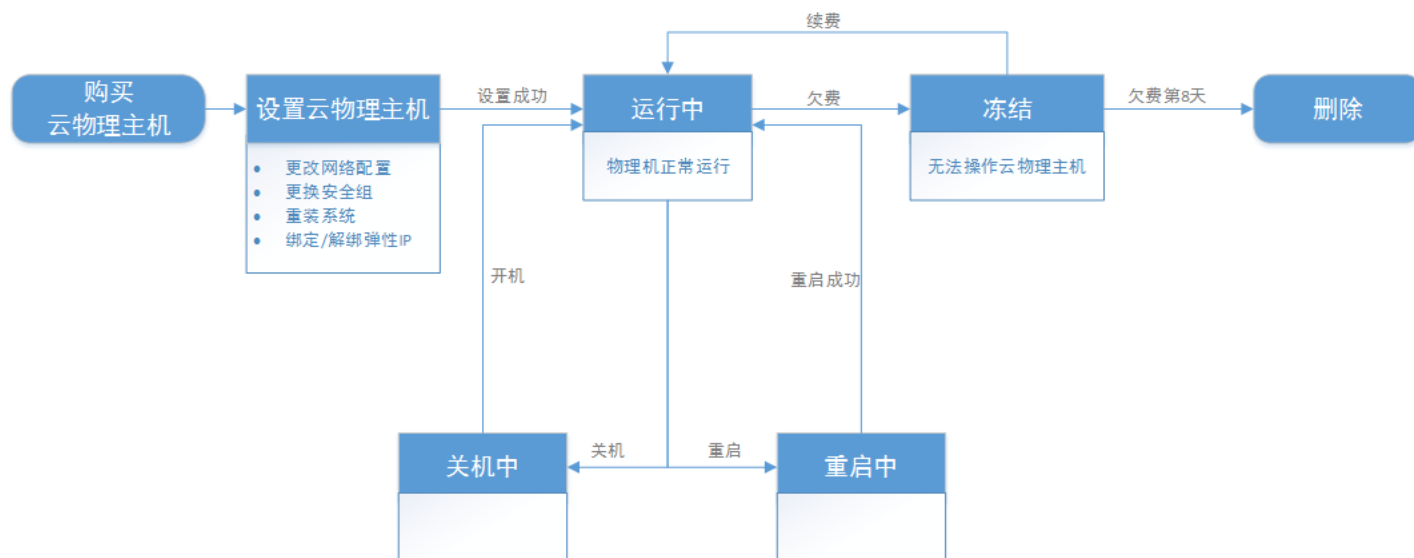 续费
购买
云物理主机
设置云物理主机
设置成功
运行中
欠费
冻结
欠费第8天
删除
更改网络配置
更换安全组
重装系统
绑定/解绑弹性IP
物理机正常运行
无法操作云物理主机
开机
重启成功
关机
重启
关机中
重启中